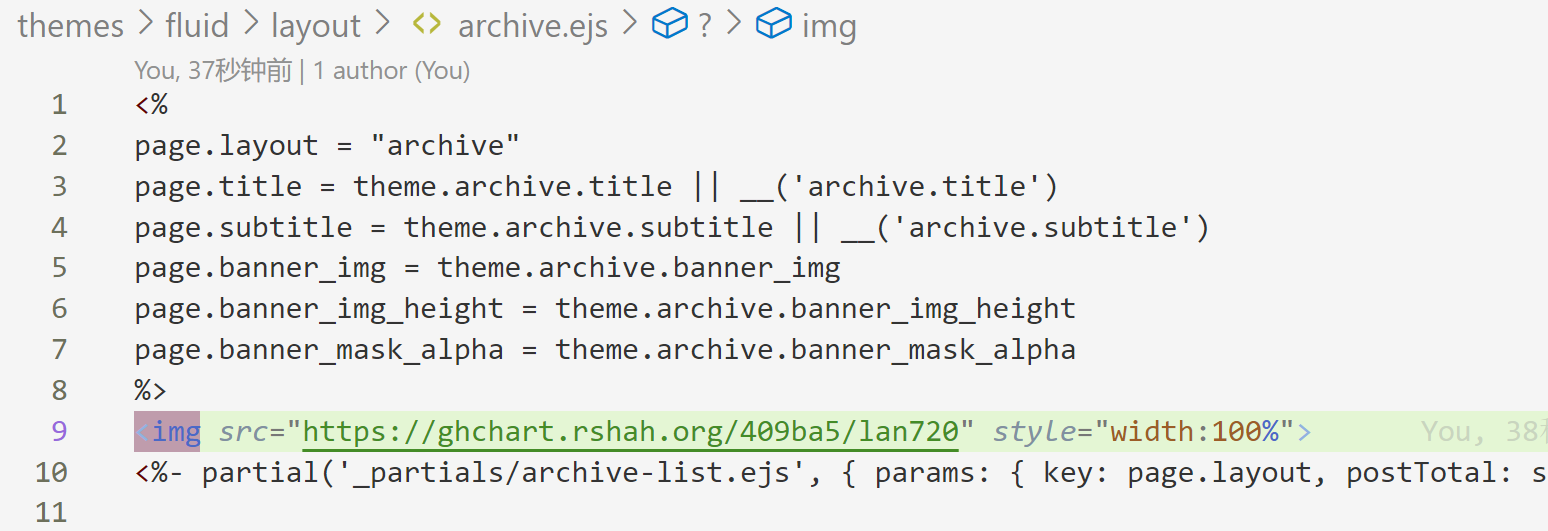 themes > fluid > layout > <> archive.ejs > ? > img
You, 37秒钟前 | 1 author (You)
1 <%
2 page.layout = "archive"
3 page.title = theme.archive.title || __('archive.title')
4 page.subtitle = theme.archive.subtitle || __('archive.subtitle')
5 page.banner_img = theme.archive.banner_img
6 page.banner_img_height = theme.archive.banner_img_height
7 page.banner_mask_alpha = theme.archive.banner_mask_alpha
8 %>
9 <img src="https://ghchart.rshah.org/409ba5/lan720" style="width:100%"> You, 38
10 <%- partial('_partials/archive-list.ejs', { params: { key: page.layout, postTotal: s
11